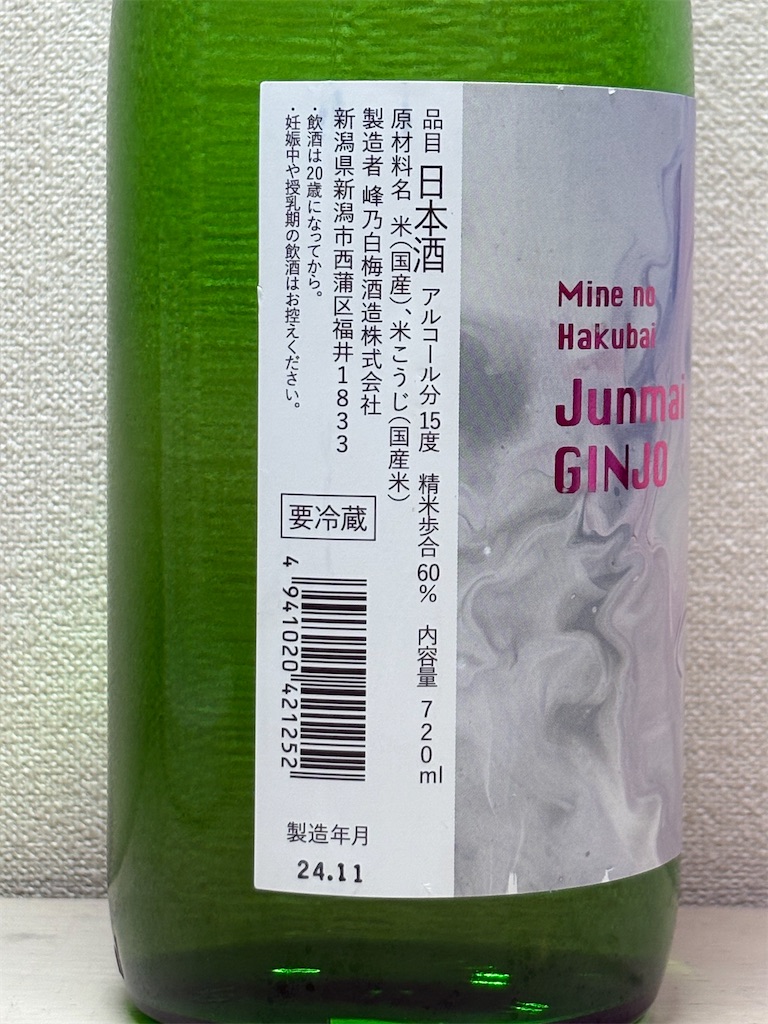 品目 日本酒 アルコール分 15度 精米歩合 60% 内容量 720ml
原材料名 米(国産)、米こうじ(国産米)
製造者 峰乃白梅酒造株式会社
新潟県新潟市西蒲区福井1833
・飲酒は20歳になってから。
・妊娠中や授乳期の飲酒はお控えください。
要冷蔵
4 941020 421252
製造年月
24.11
Mine no
Hakubai
Junmai
GINJO